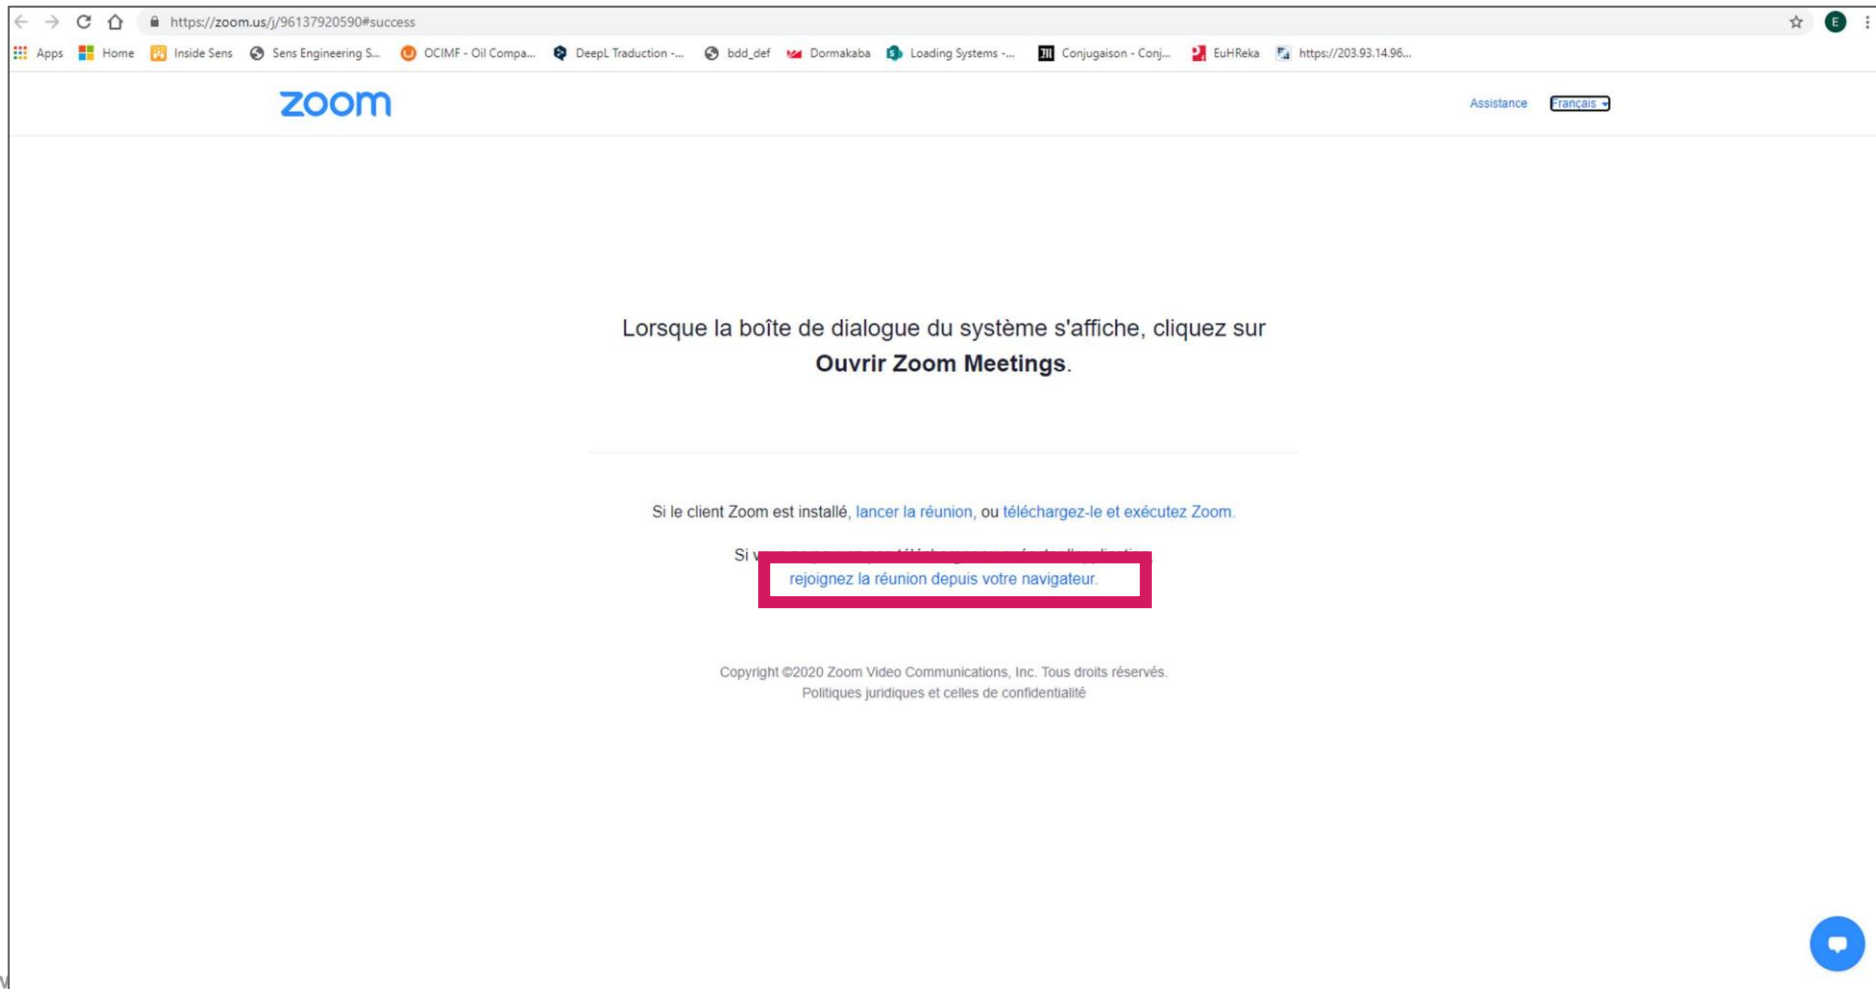 https://zoom.us/j/96137920590#success
E
Apps Home Inside Sens Sens Engineering S... OCIMF - Oil Compa... DeepL Traduction -... bdd_def Dormakaba Loading Systems -... Conjugaison - Conj... EuHReka https://203.93.14.96...
zoom
Assistance Français
Lorsque la boîte de dialogue du système s'affiche, cliquez sur
Ouvrir Zoom Meetings.
Si le client Zoom est installé, lancer la réunion, ou téléchargez-le et exécutez Zoom.
Si
rejoignez la réunion depuis votre navigateur.
Copyright ©2020 Zoom Video Communications, Inc. Tous droits réservés.
Politiques juridiques et celles de confidentialité